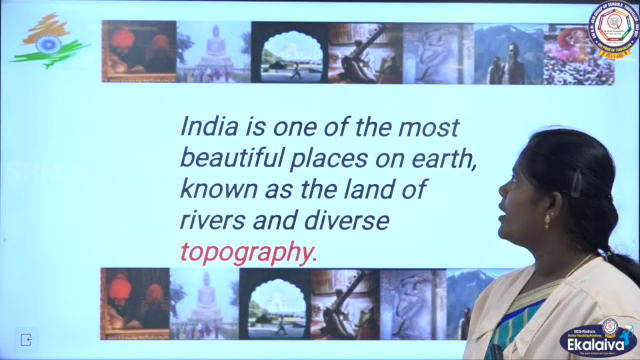 India is one of the most
beautiful places on earth,
known as the land of
rivers and diverse
topography.
Ekalaiva